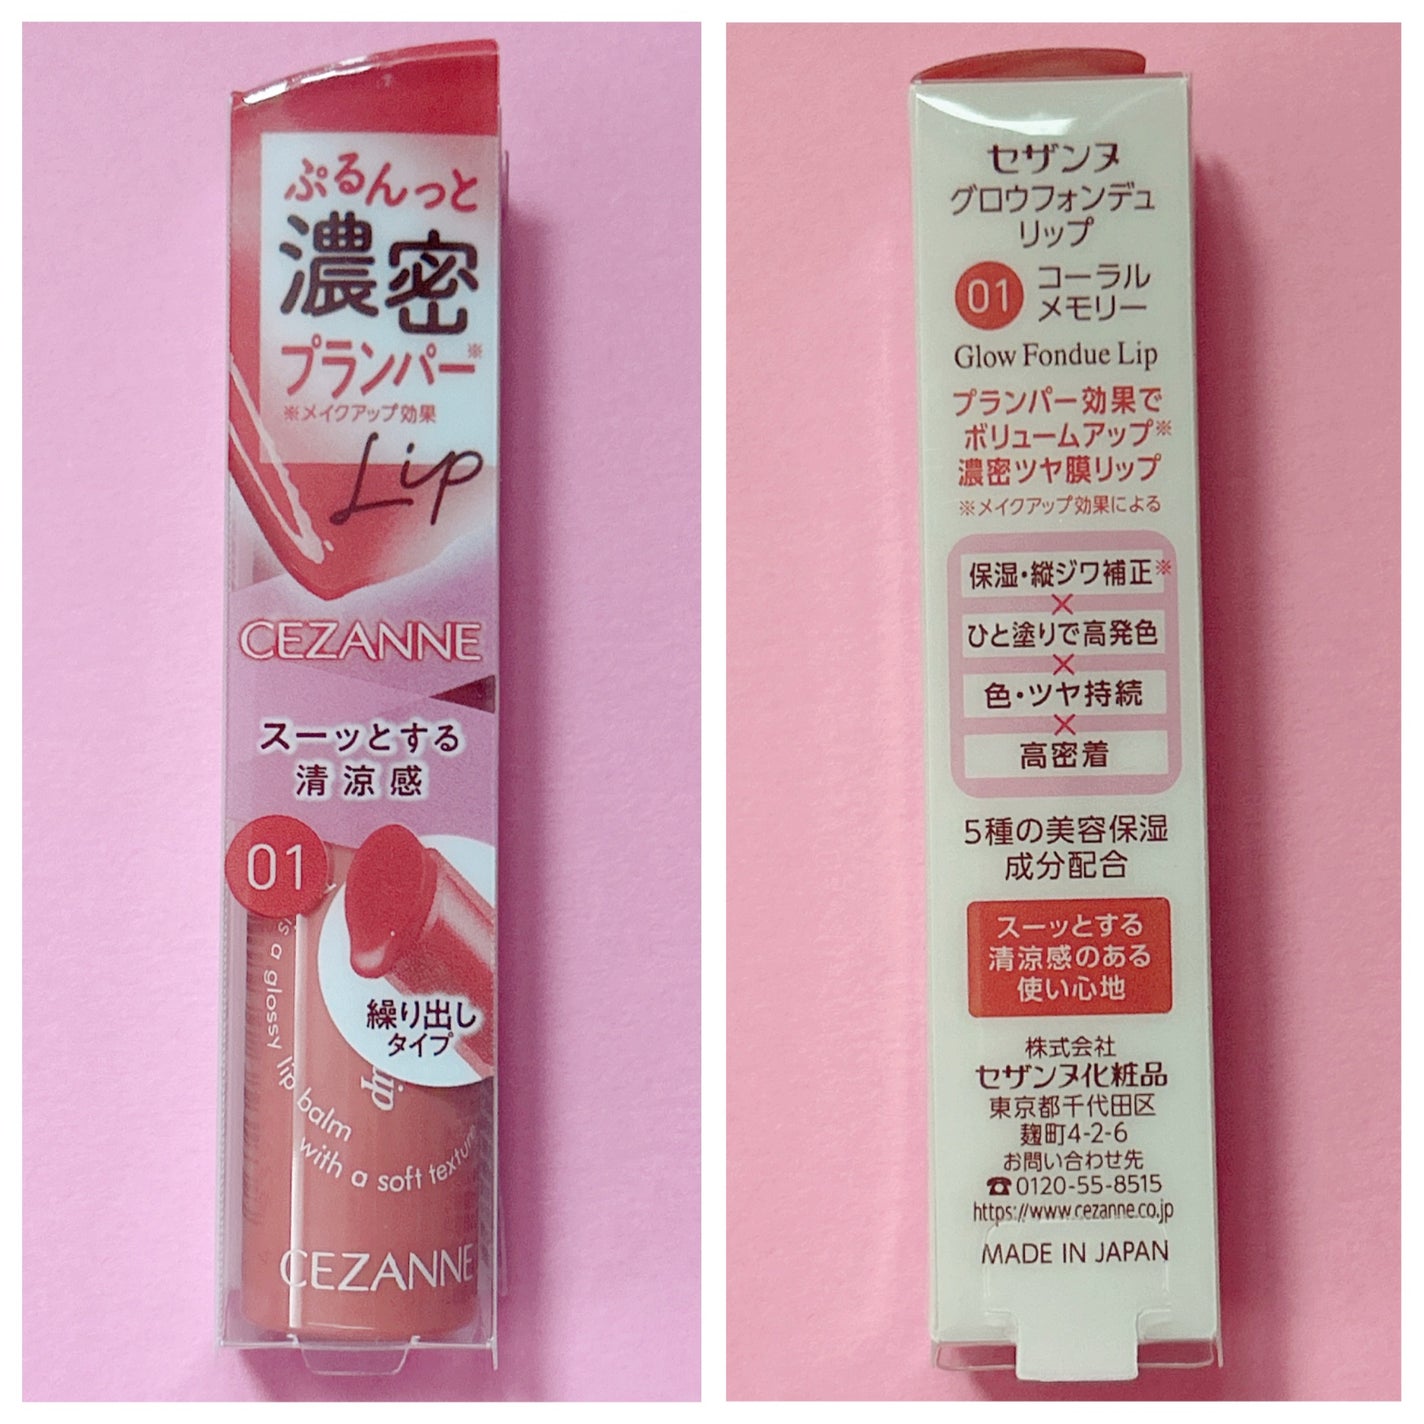 ぷるんっと
濃密
プランパー※
※メイクアップ効果
Lip
CEZANNE
スーッとする
清涼感
01
繰り出し
タイプ
is a glossy lip balm
with a soft texture
lip
CEZANNE
セザンヌ
グロウフォンデュ
リップ
01 コーラル
メモリー
Glow Fondue Lip
プランパー効果で
ボリュームアップ※
濃密ツヤ膜リップ
※メイクアップ効果による
保湿・縦ジワ補正※
×
ひと塗りで高発色
×
色・ツヤ持続
×
高密着
5種の美容保湿
成分配合
スーッとする
清涼感のある
使い心地
株式会社
セザンヌ化粧品
東京都千代田区
麹町4-2-6
お問い合わせ先
☎0120-55-8515
https://www.cezanne.co.jp
MADE IN JAPAN